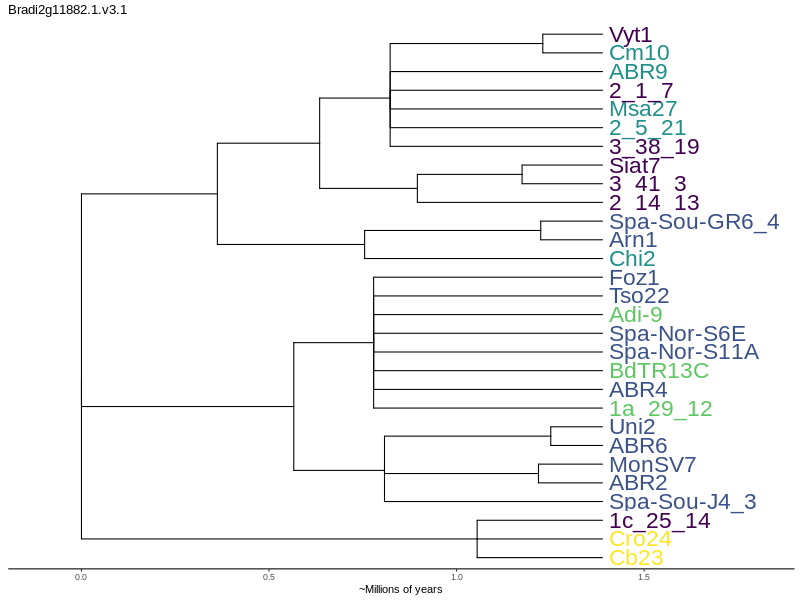 Bradi2g11882.1.v3.1
Vyt1
Cm10
ABR9
2_1_7
Msa27
2_5_21
3_38_19
Siat7
3_41_3
2_14_13
Spa-Sou-GR6_4
Arn1
Chi2
Foz1
Tso22
Adi-9
Spa-Nor-S6E
Spa-Nor-S11A
BdTR13C
ABR4
1a_29_12
Uni2
ABR6
MonSV7
ABR2
Spa-Sou-J4_3
1c_25_14
Cro24
Cb23
0.0 0.5 1.0 1.5
~Millions of years